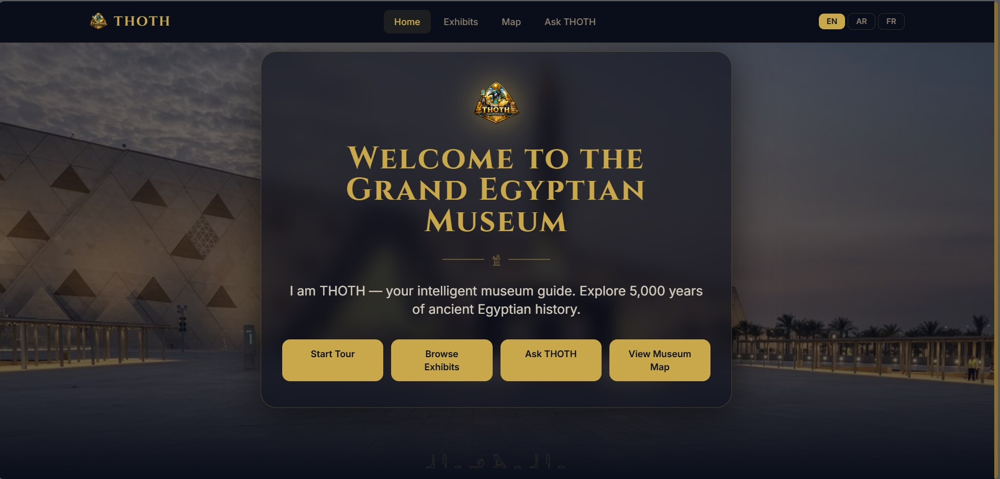 THOTH
Home
Exhibits
Map
Ask THOTH
EN
AR
FR
THOTH
WELCOME TO THE
GRAND EGYPTIAN
MUSEUM
I am THOTH — your intelligent museum guide. Explore 5,000 years
of ancient Egyptian history.
Start Tour
Browse
Exhibits
Ask THOTH
View Museum
Map